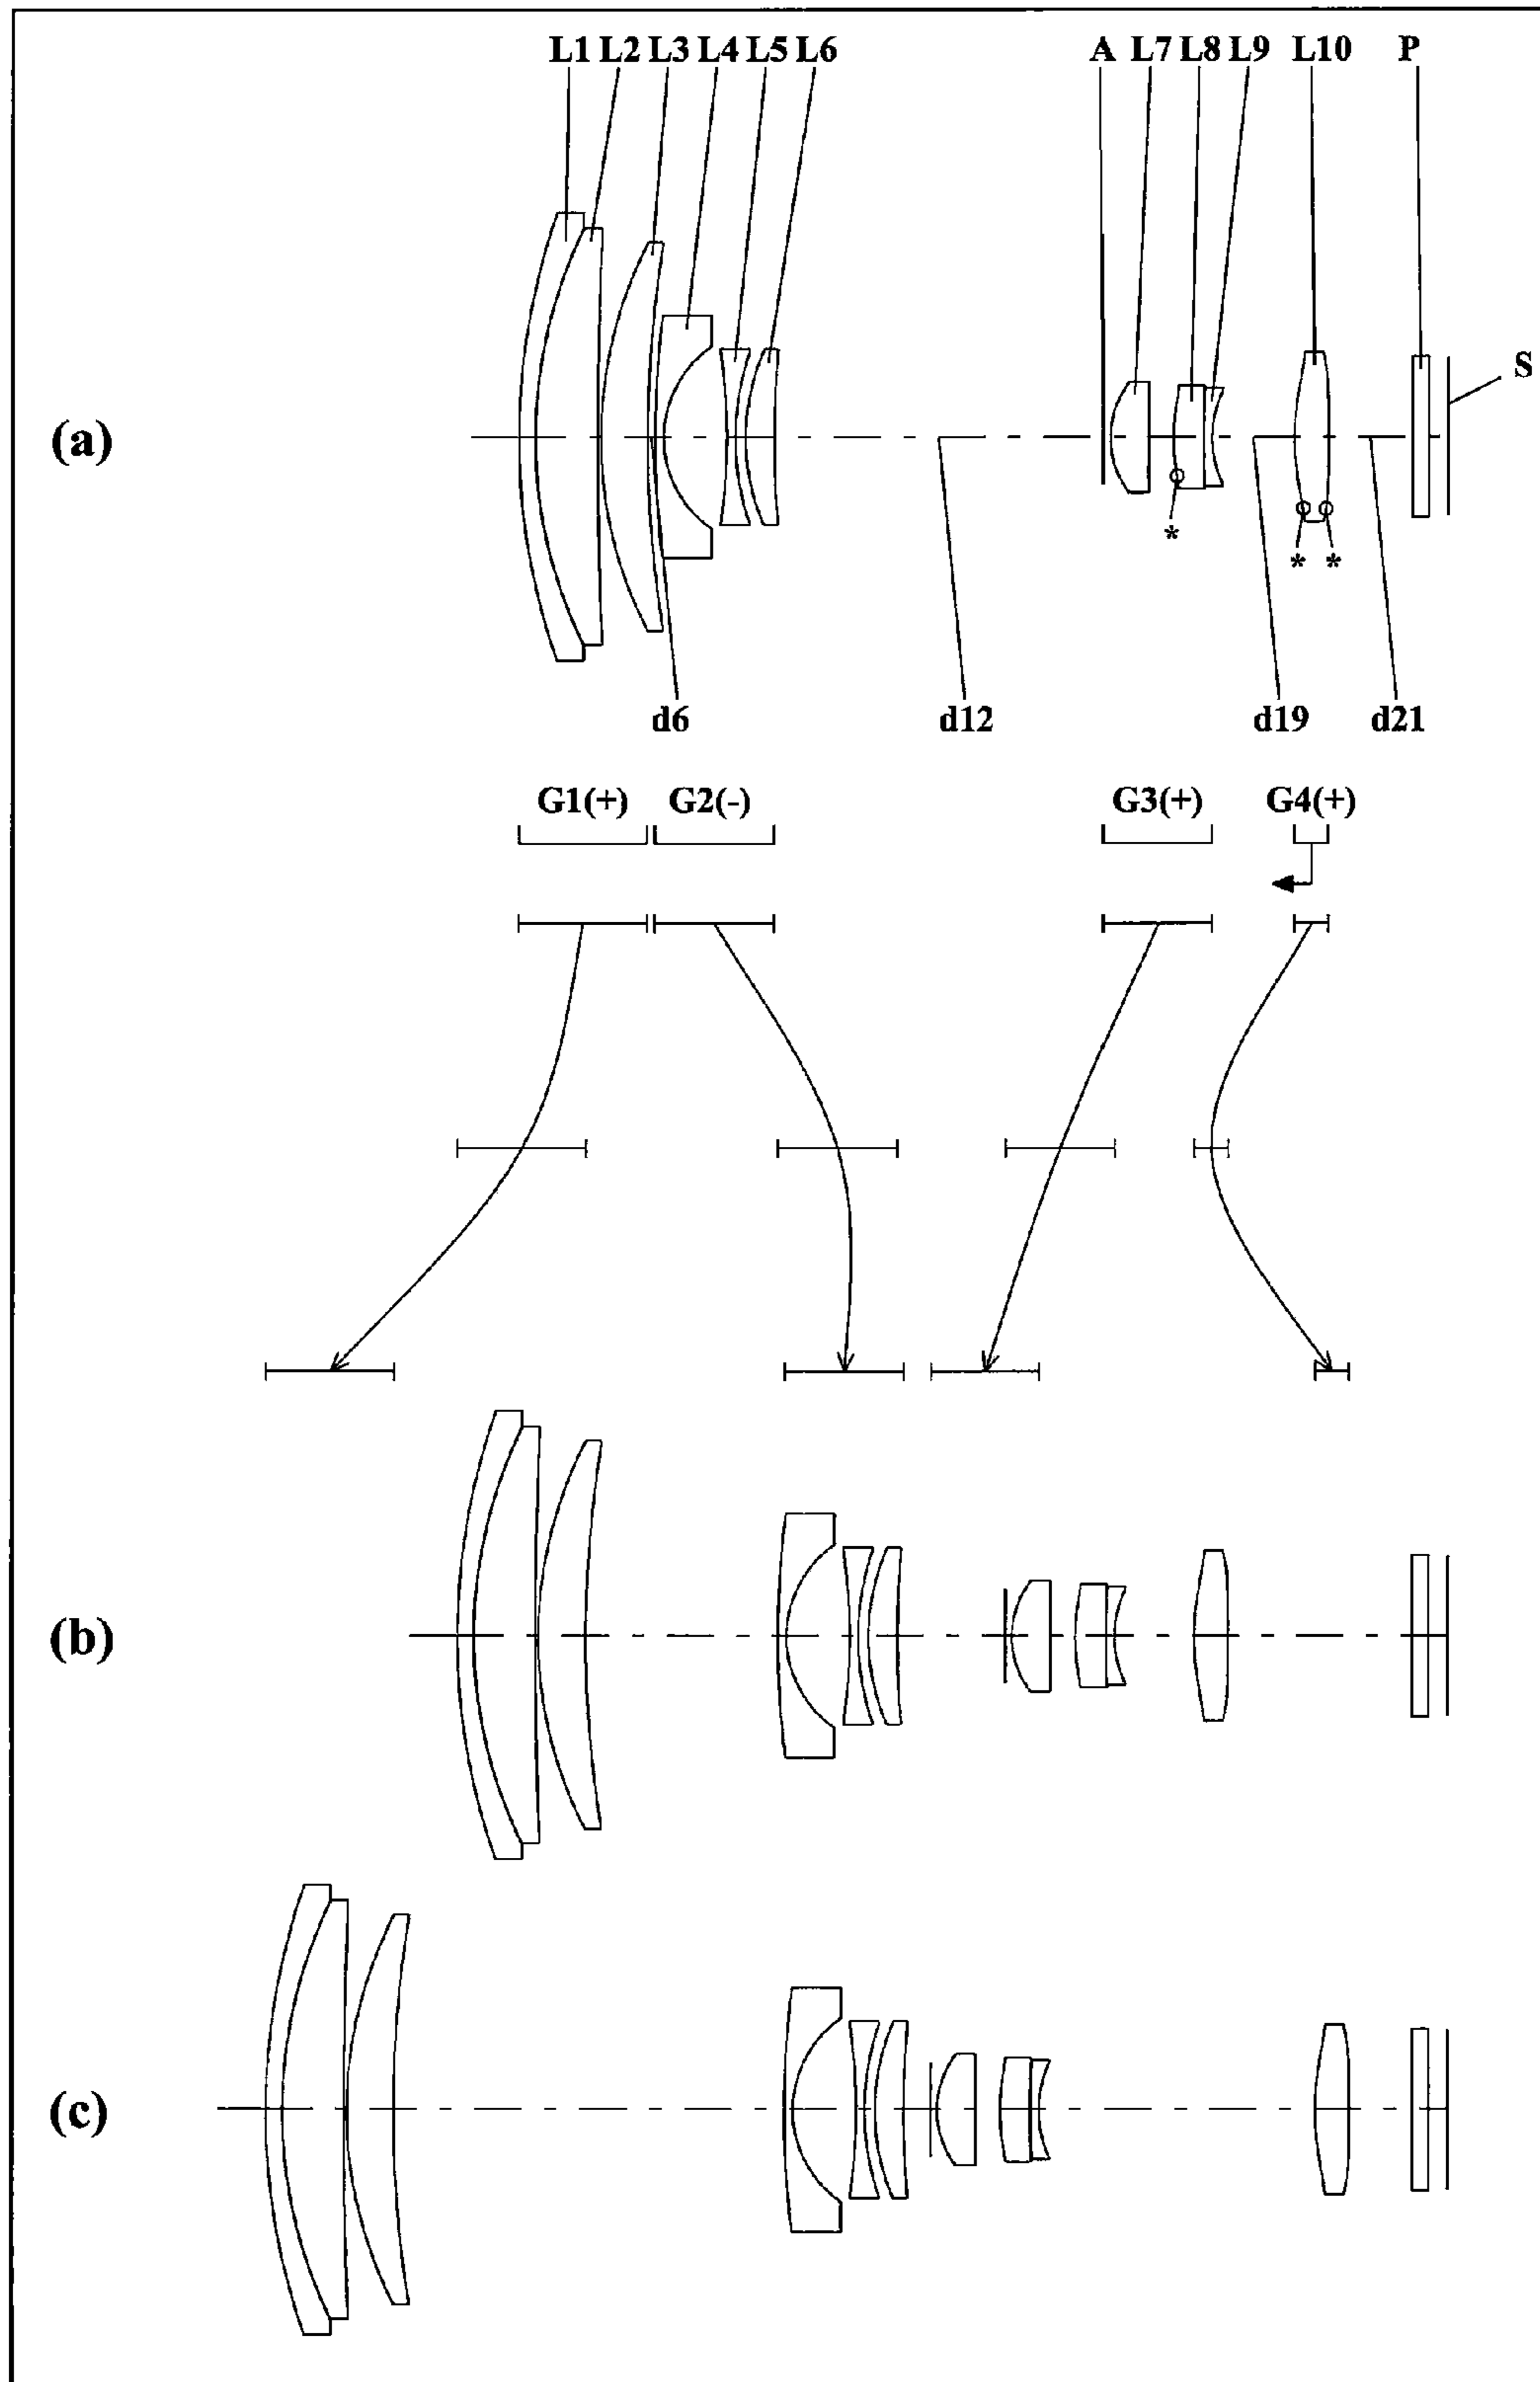 L1 L2 L3 L4 L5 L6 A L7 L8 L9 L10 P
S
(a)
*
* *
d6 d12 d19 d21
G1(+) G2(-) G3(+) G4(+)
(b)
(c)